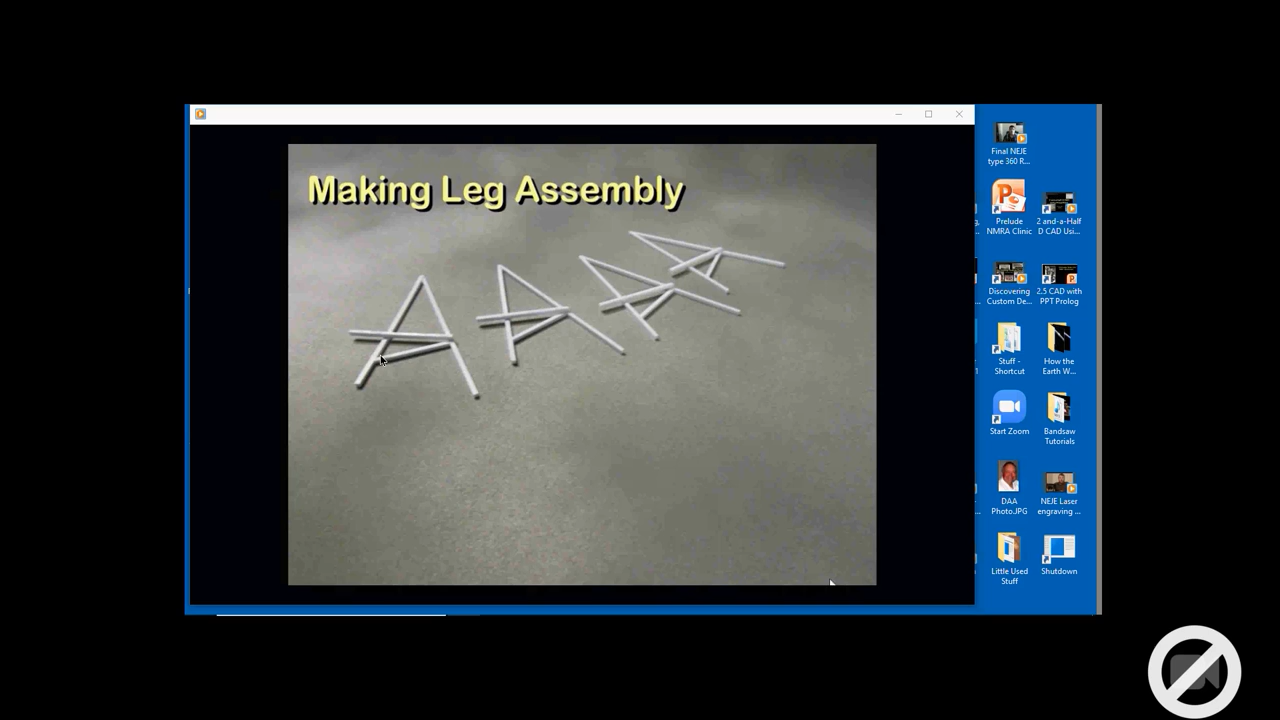 Making Leg Assembly
Final NEJE
type 360 R...
Prelude
NMRA Clinic
2 and-a-Half
D CAD Usi...
Discovering
Custom De...
2.5 CAD with
PPT Prolog
Stuff -
Shortcut
How the
Earth W...
Start Zoom
Bandsaw
Tutorials
DAA
Photo.JPG
NEJE Laser
engraving ...
Little Used
Stuff
Shutdown